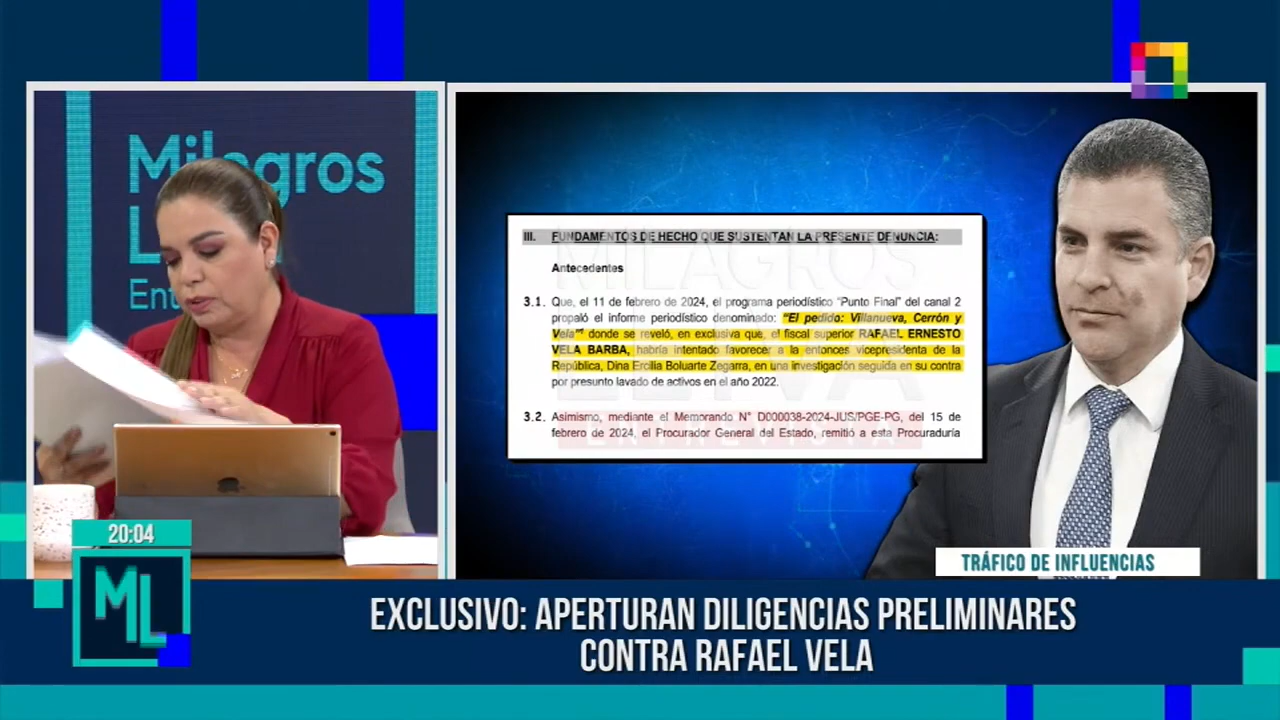 Milagros
L
Ent
III. FUNDAMENTOS DE HECHO QUE SUSTENTAN LA PRESENTE DENUNCIA:
Antecedentes
3.1. Que, el 11 de febrero de 2024, el programa periodístico "Punto Final" del canal 2
propaló el informe periodístico denominado: "El pedido: Villanueva, Cerrón y
Vela" donde se reveló, en exclusiva que, el fiscal superior RAFAEL ERNESTO
VELA BARBA, habría intentado favorecer a la entonces vicepresidenta de la
República, Dina Ercilia Boluarte Zegarra, en una investigación seguida en su contra
por presunto lavado de activos en el año 2022.
3.2. Asimismo, mediante el Memorando N° D000038-2024-JUS/PGE-PG, del 15 de
febrero de 2024, el Procurador General del Estado, remitió a esta Procuraduría
MILAGROS
LEIVA
ENTREVISTA
TRÁFICO DE INFLUENCIAS
20:04
ML
EXCLUSIVO: APERTURAN DILIGENCIAS PRELIMINARES
CONTRA RAFAEL VELA